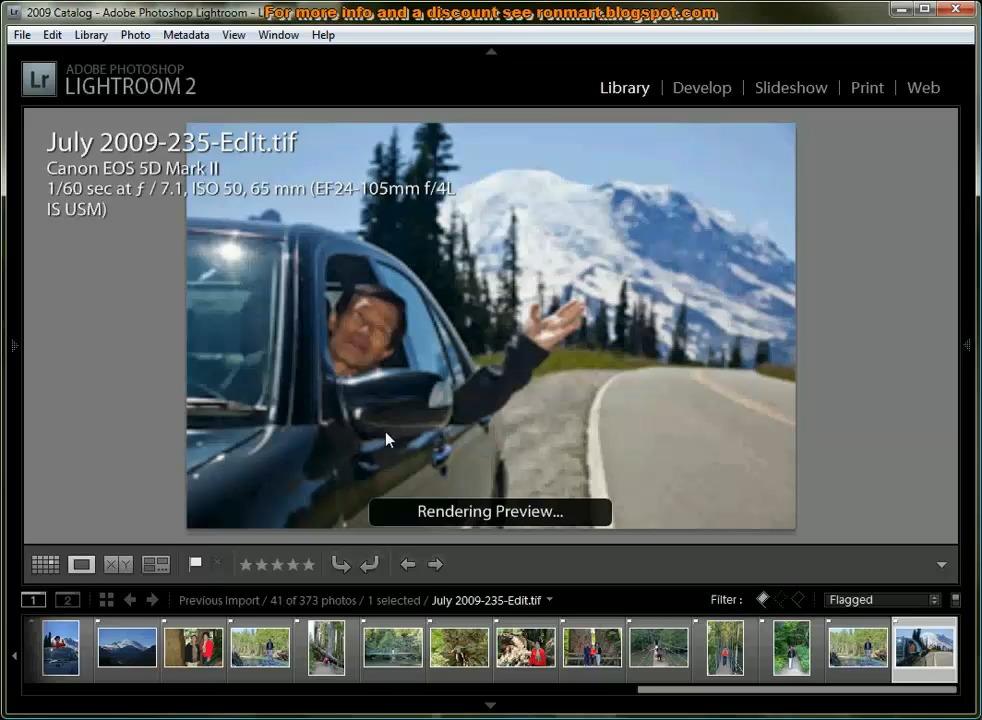 2009 Catalog - Adobe Photoshop Lightroom - L
For more info and a discount see ronmart.blogspot.com
File Edit Library Photo Metadata View Window Help
Lr
ADOBE PHOTOSHOP
LIGHTROOM 2
Library | Develop | Slideshow | Print | Web
July 2009-235-Edit.tif
Canon EOS 5D Mark II
1/60 sec at ƒ / 7.1, ISO 50, 65 mm (EF24-105mm f/4L
IS USM)
Rendering Preview...
XY
1 2 Previous Import / 41 of 373 photos / 1 selected / July 2009-235-Edit.tif Filter : Flagged